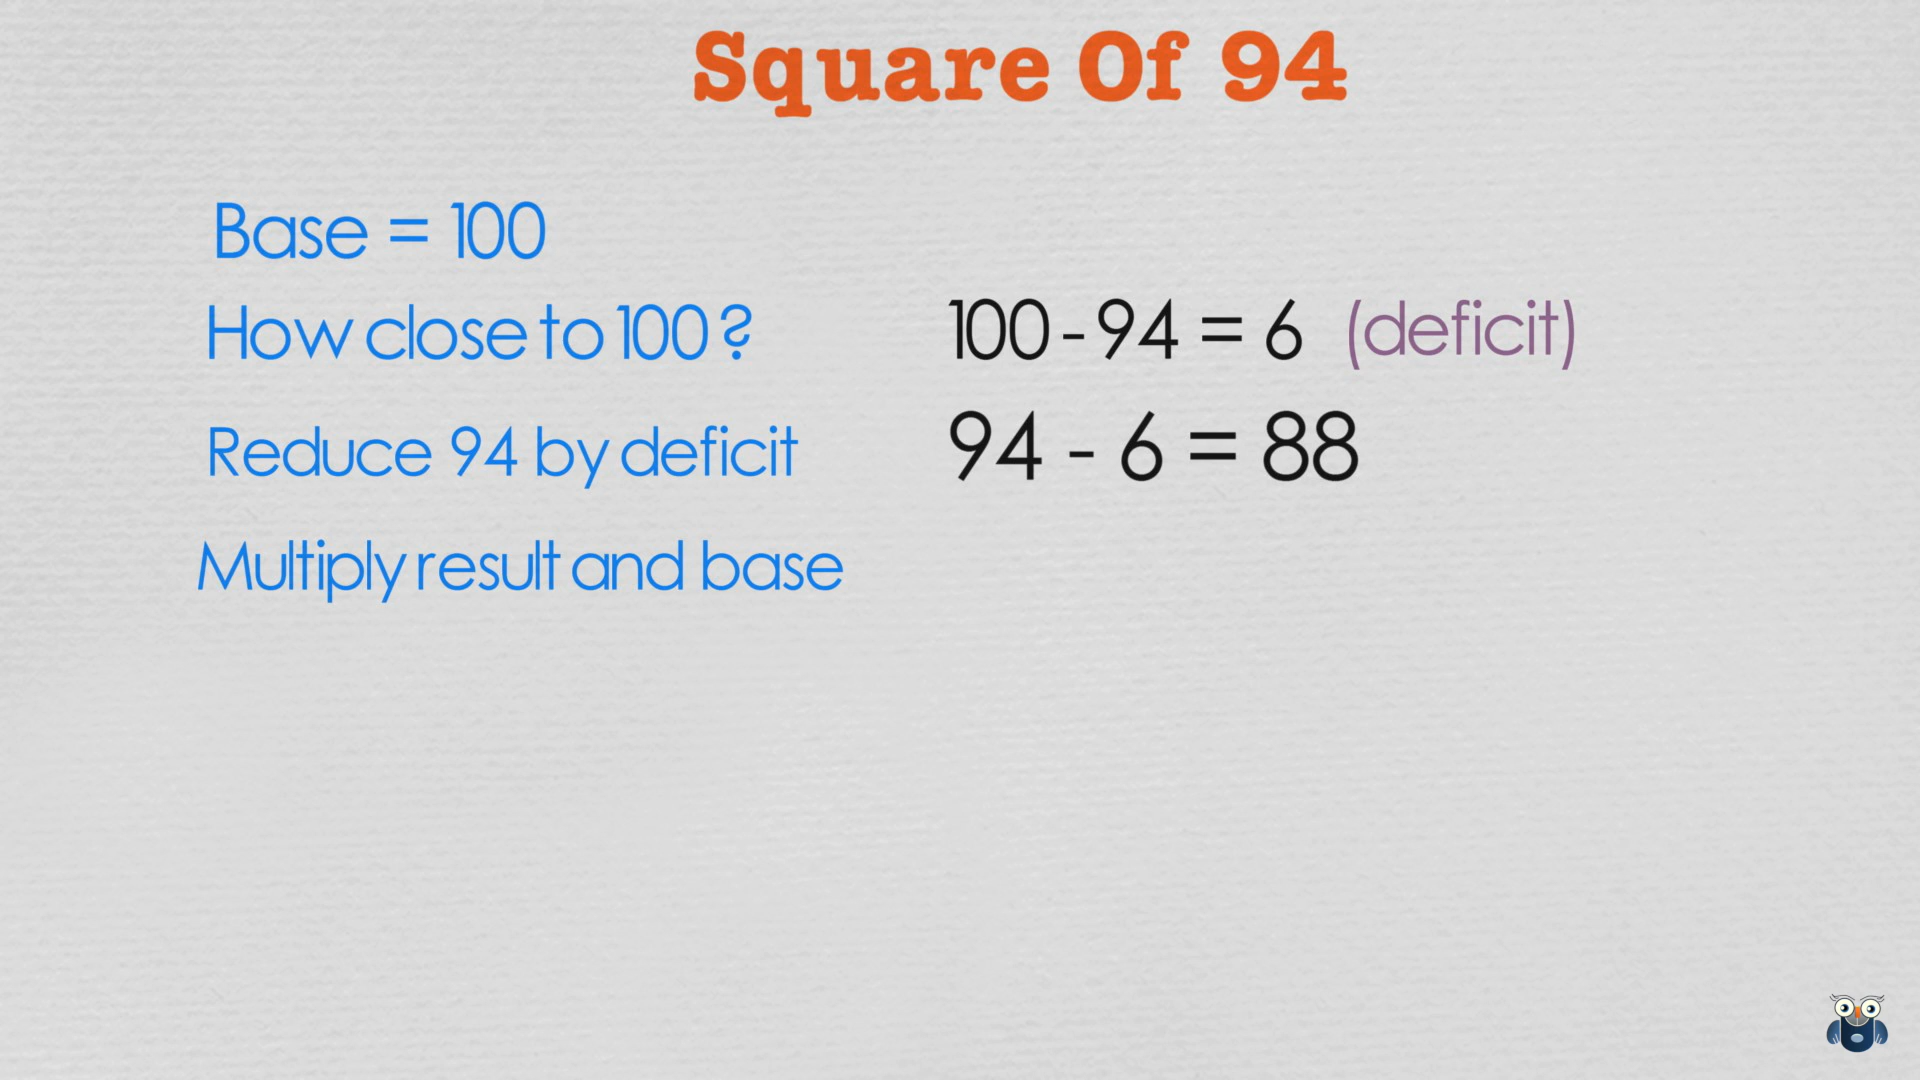 Square Of 94
Base = 100
How close to 100 ?
100 - 94 = 6 (deficit)
Reduce 94 by deficit
94 - 6 = 88
Multiply result and base